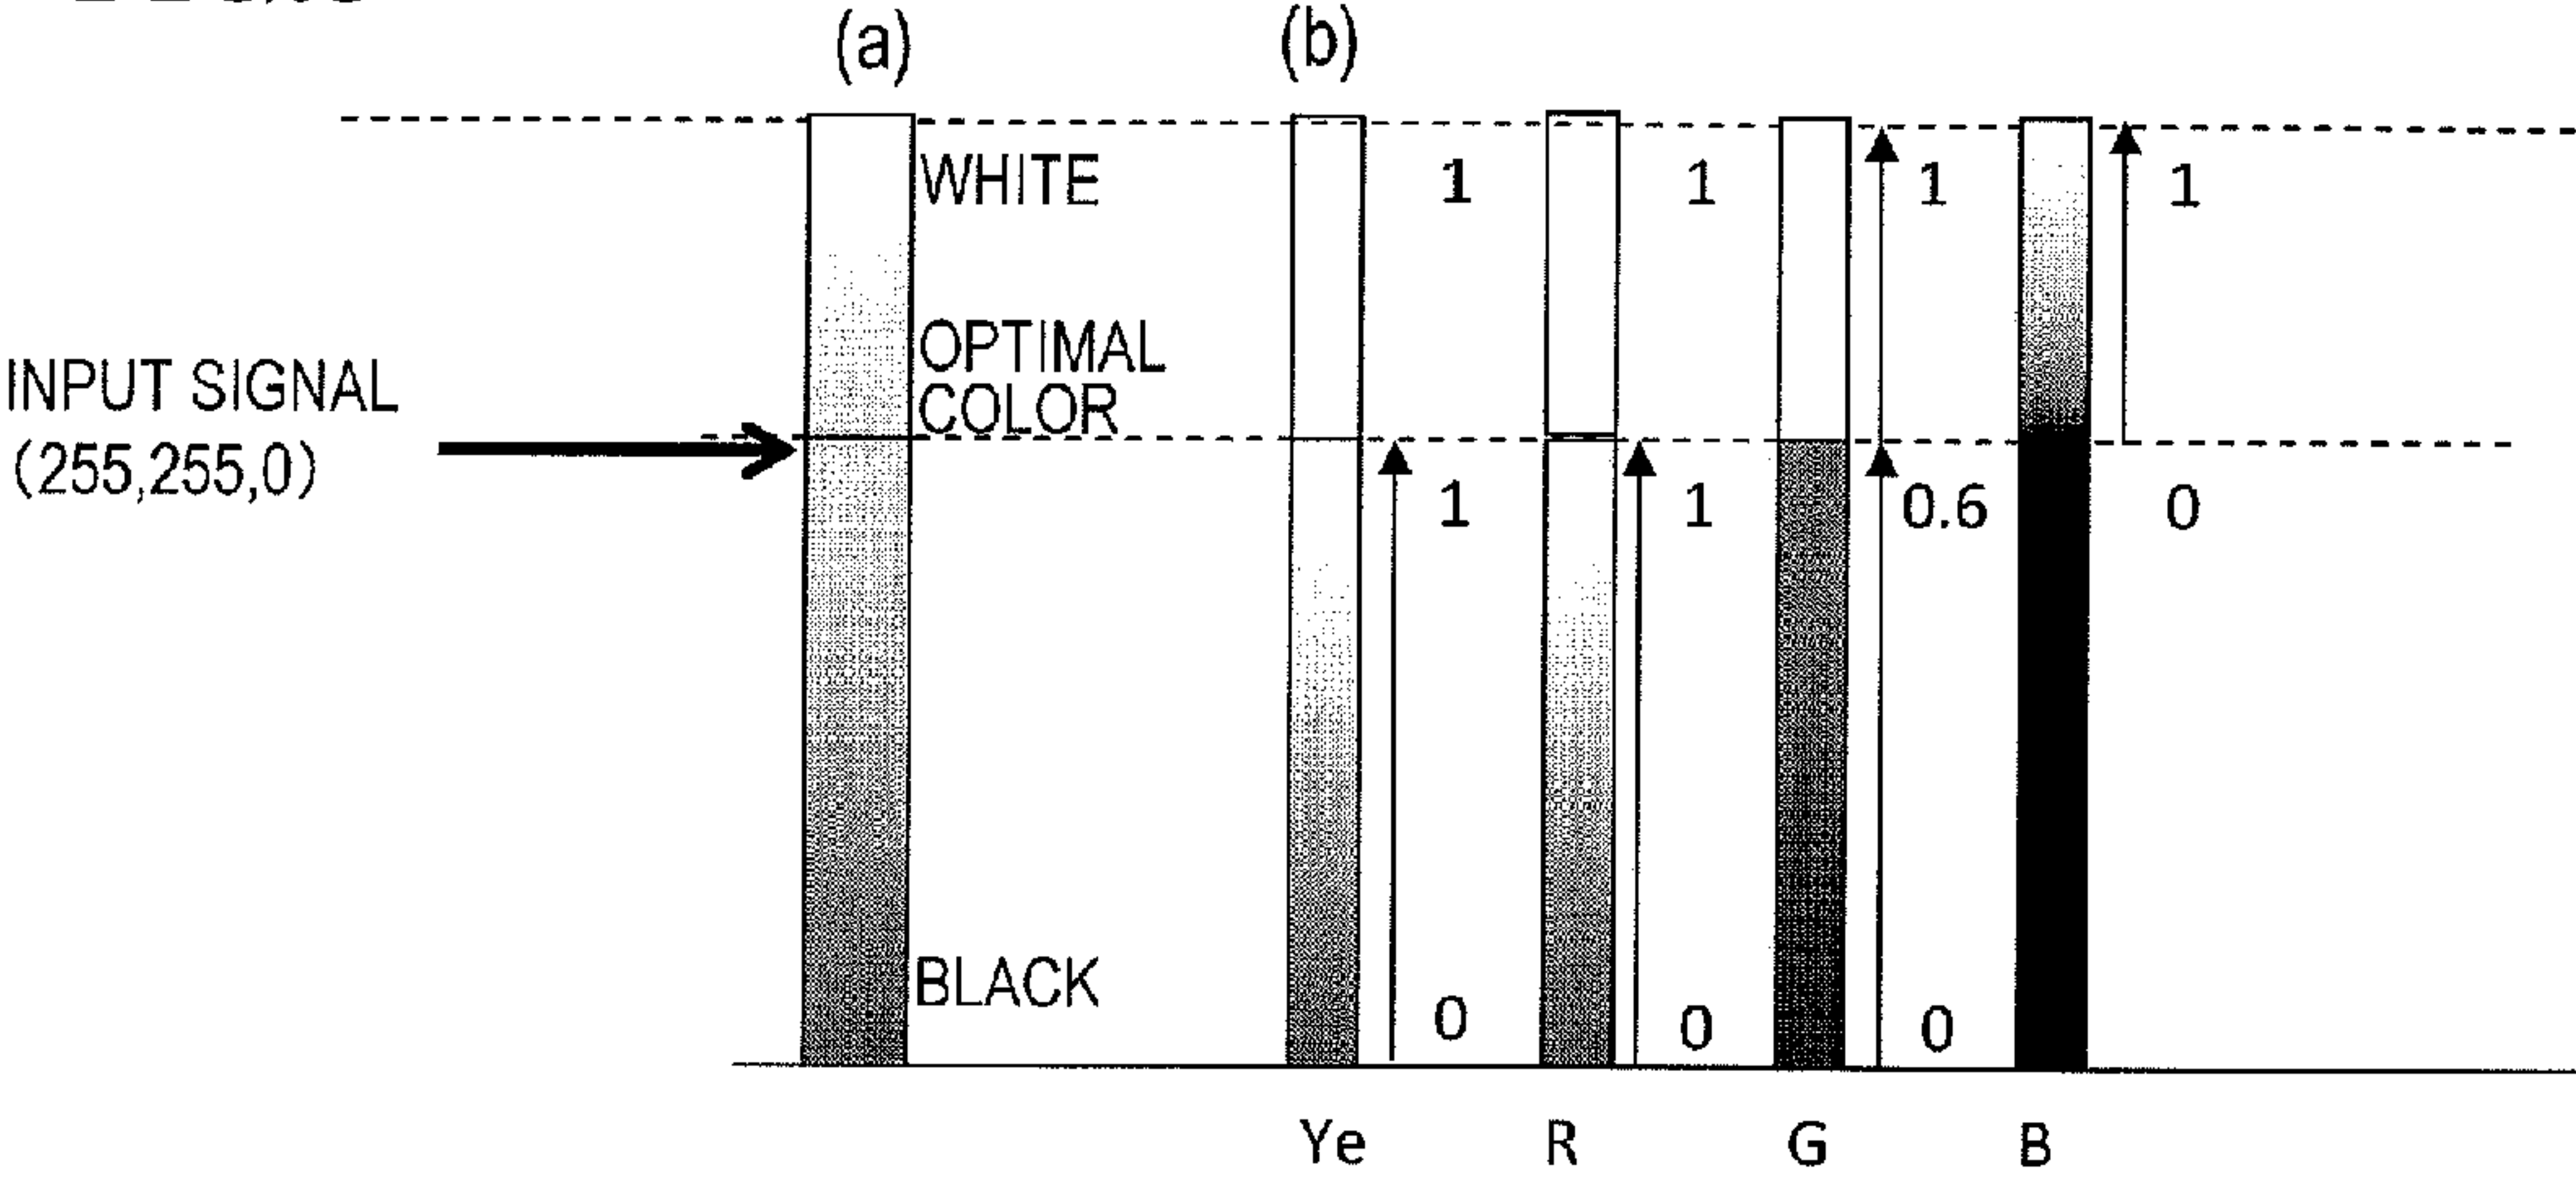 (a) (b)
WHITE 1 1 1 1
OPTIMAL
COLOR
INPUT SIGNAL
(255,255,0)
1 1 0.6 0
BLACK
0 0 0
Ye R G B